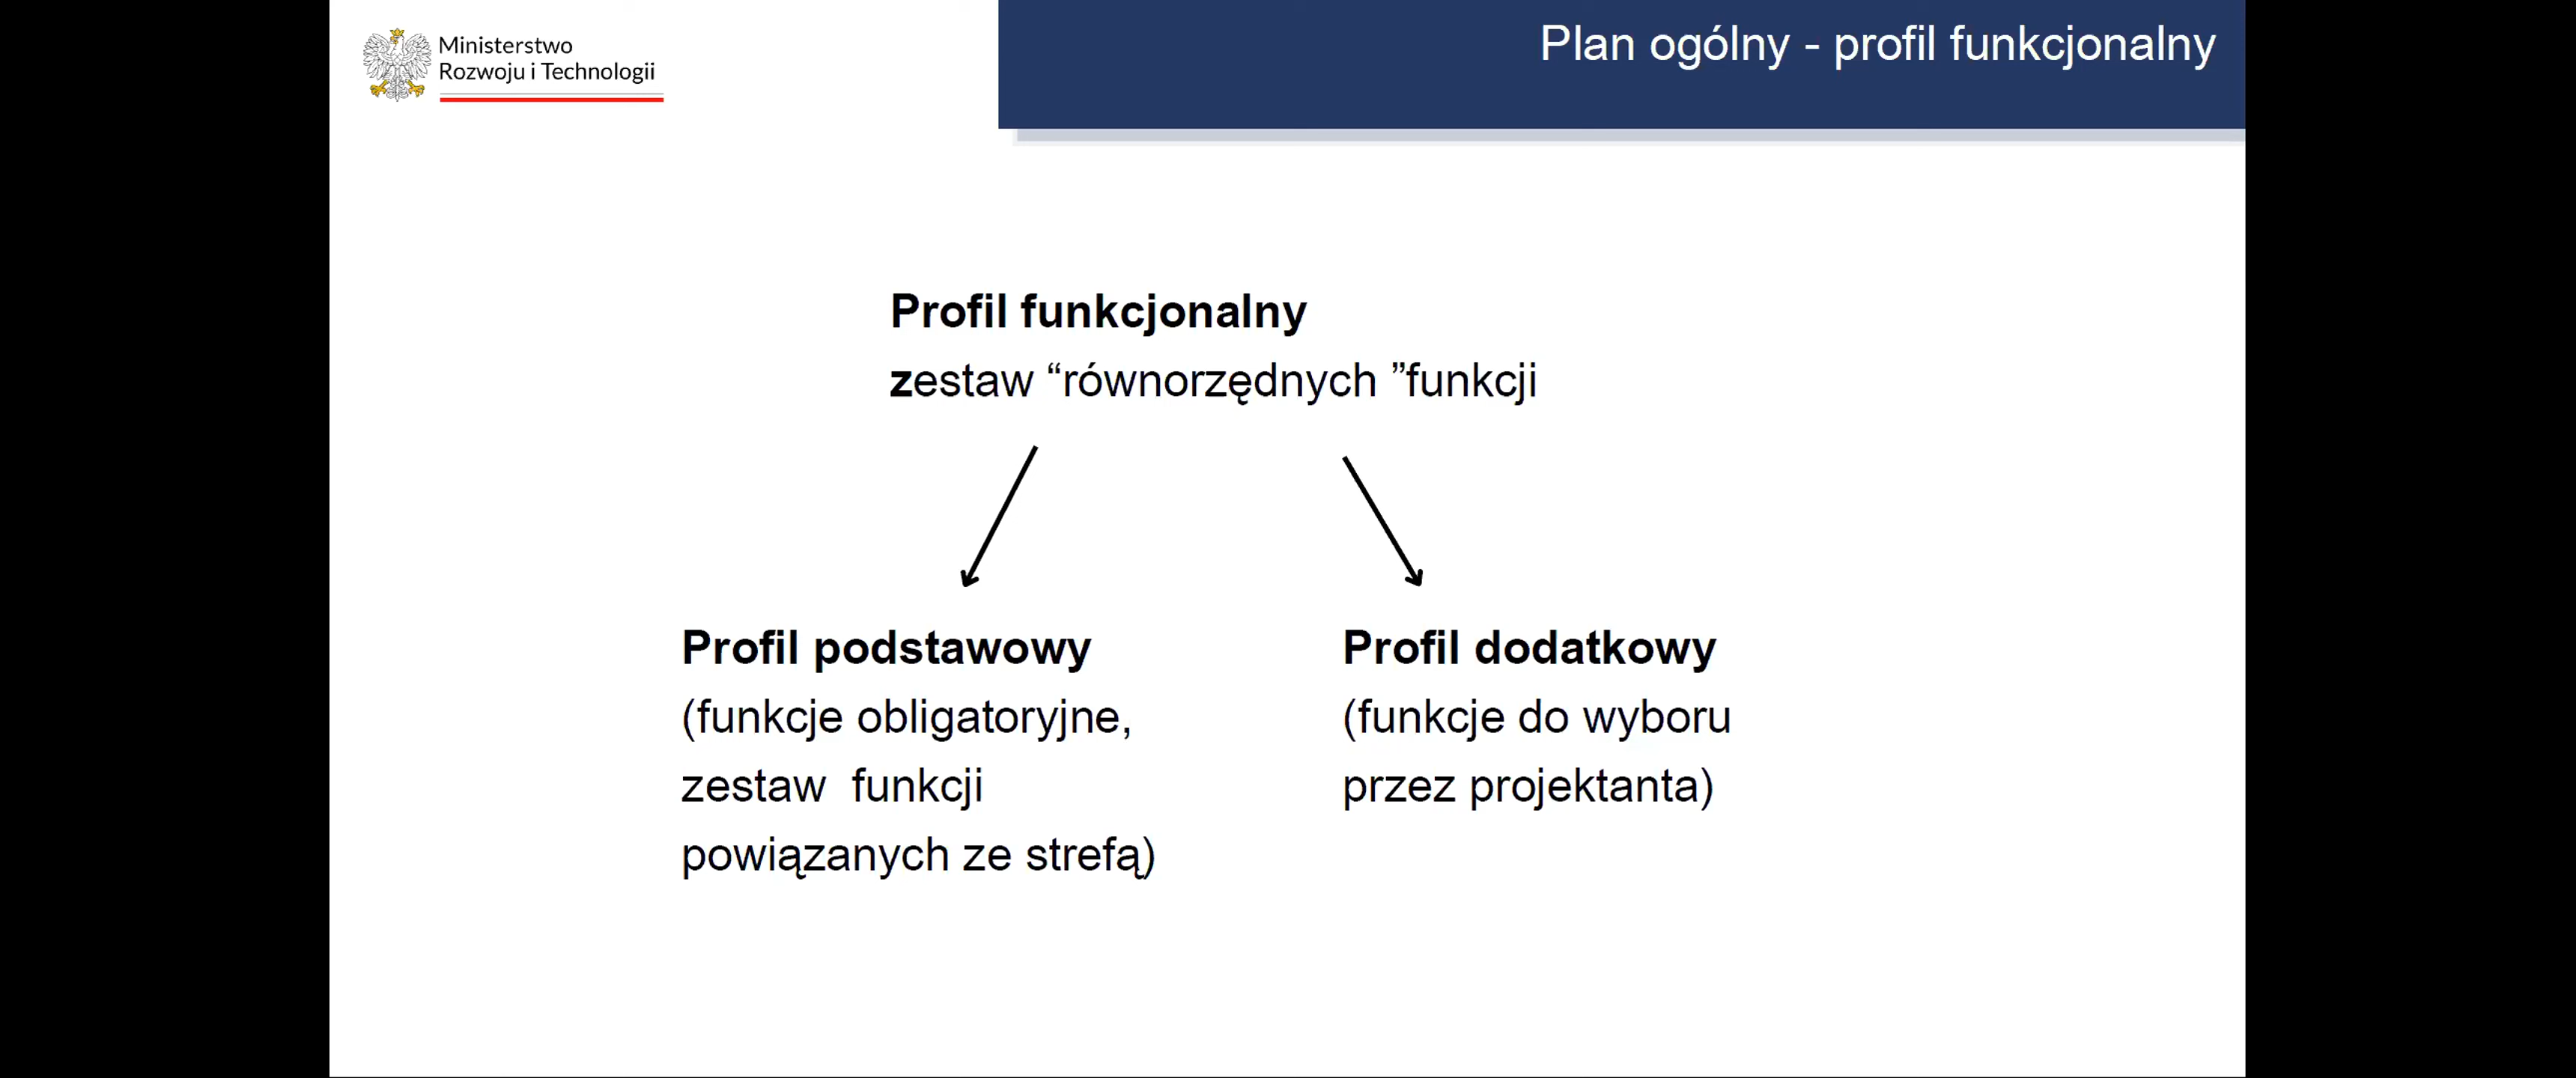 Ministerstwo
Rozwoju i Technologii
Plan ogólny - profil funkcjonalny
Profil funkcjonalny
zestaw “równorzędnych ”funkcji
Profil podstawowy
(funkcje obligatoryjne,
zestaw  funkcji
powiązanych ze strefą)
Profil dodatkowy
(funkcje do wyboru
przez projektanta)